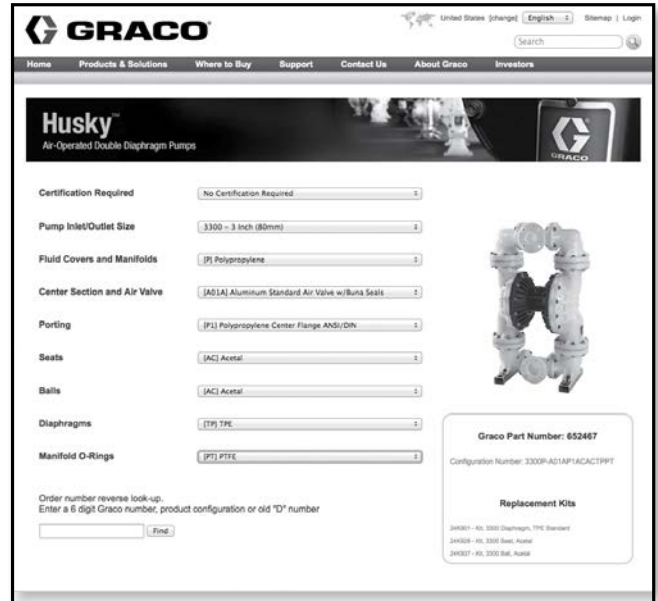 GRACO
United States [change] English Sitemap | Login
Search
Home Products & Solutions Where to Buy Support Contact Us About Graco Investors
Husky™
Air-Operated Double Diaphragm Pumps
GRACO
Certification Required No Certification Required
Pump Inlet/Outlet Size 3300 – 3 Inch (80mm)
Fluid Covers and Manifolds [P] Polypropylene
Center Section and Air Valve [A01A] Aluminum Standard Air Valve w/Buna Seals
Porting [P1] Polypropylene Center Flange ANSI/DIN
Seats [AC] Acetal
Balls [AC] Acetal
Diaphragms [TP] TPE
Manifold O-Rings [PT] PTFE
Graco Part Number: 652467
Configuration Number: 3300P-A01AP1ACACTPPT
Replacement Kits
Kit, 3300 Diaphragm, TPE Standard
Kit, 3300 Seat, Acetal
Kit, 3300 Ball, Acetal
Order number reverse look-up.
Enter a 6 digit Graco number, product configuration or old "D" number
Find